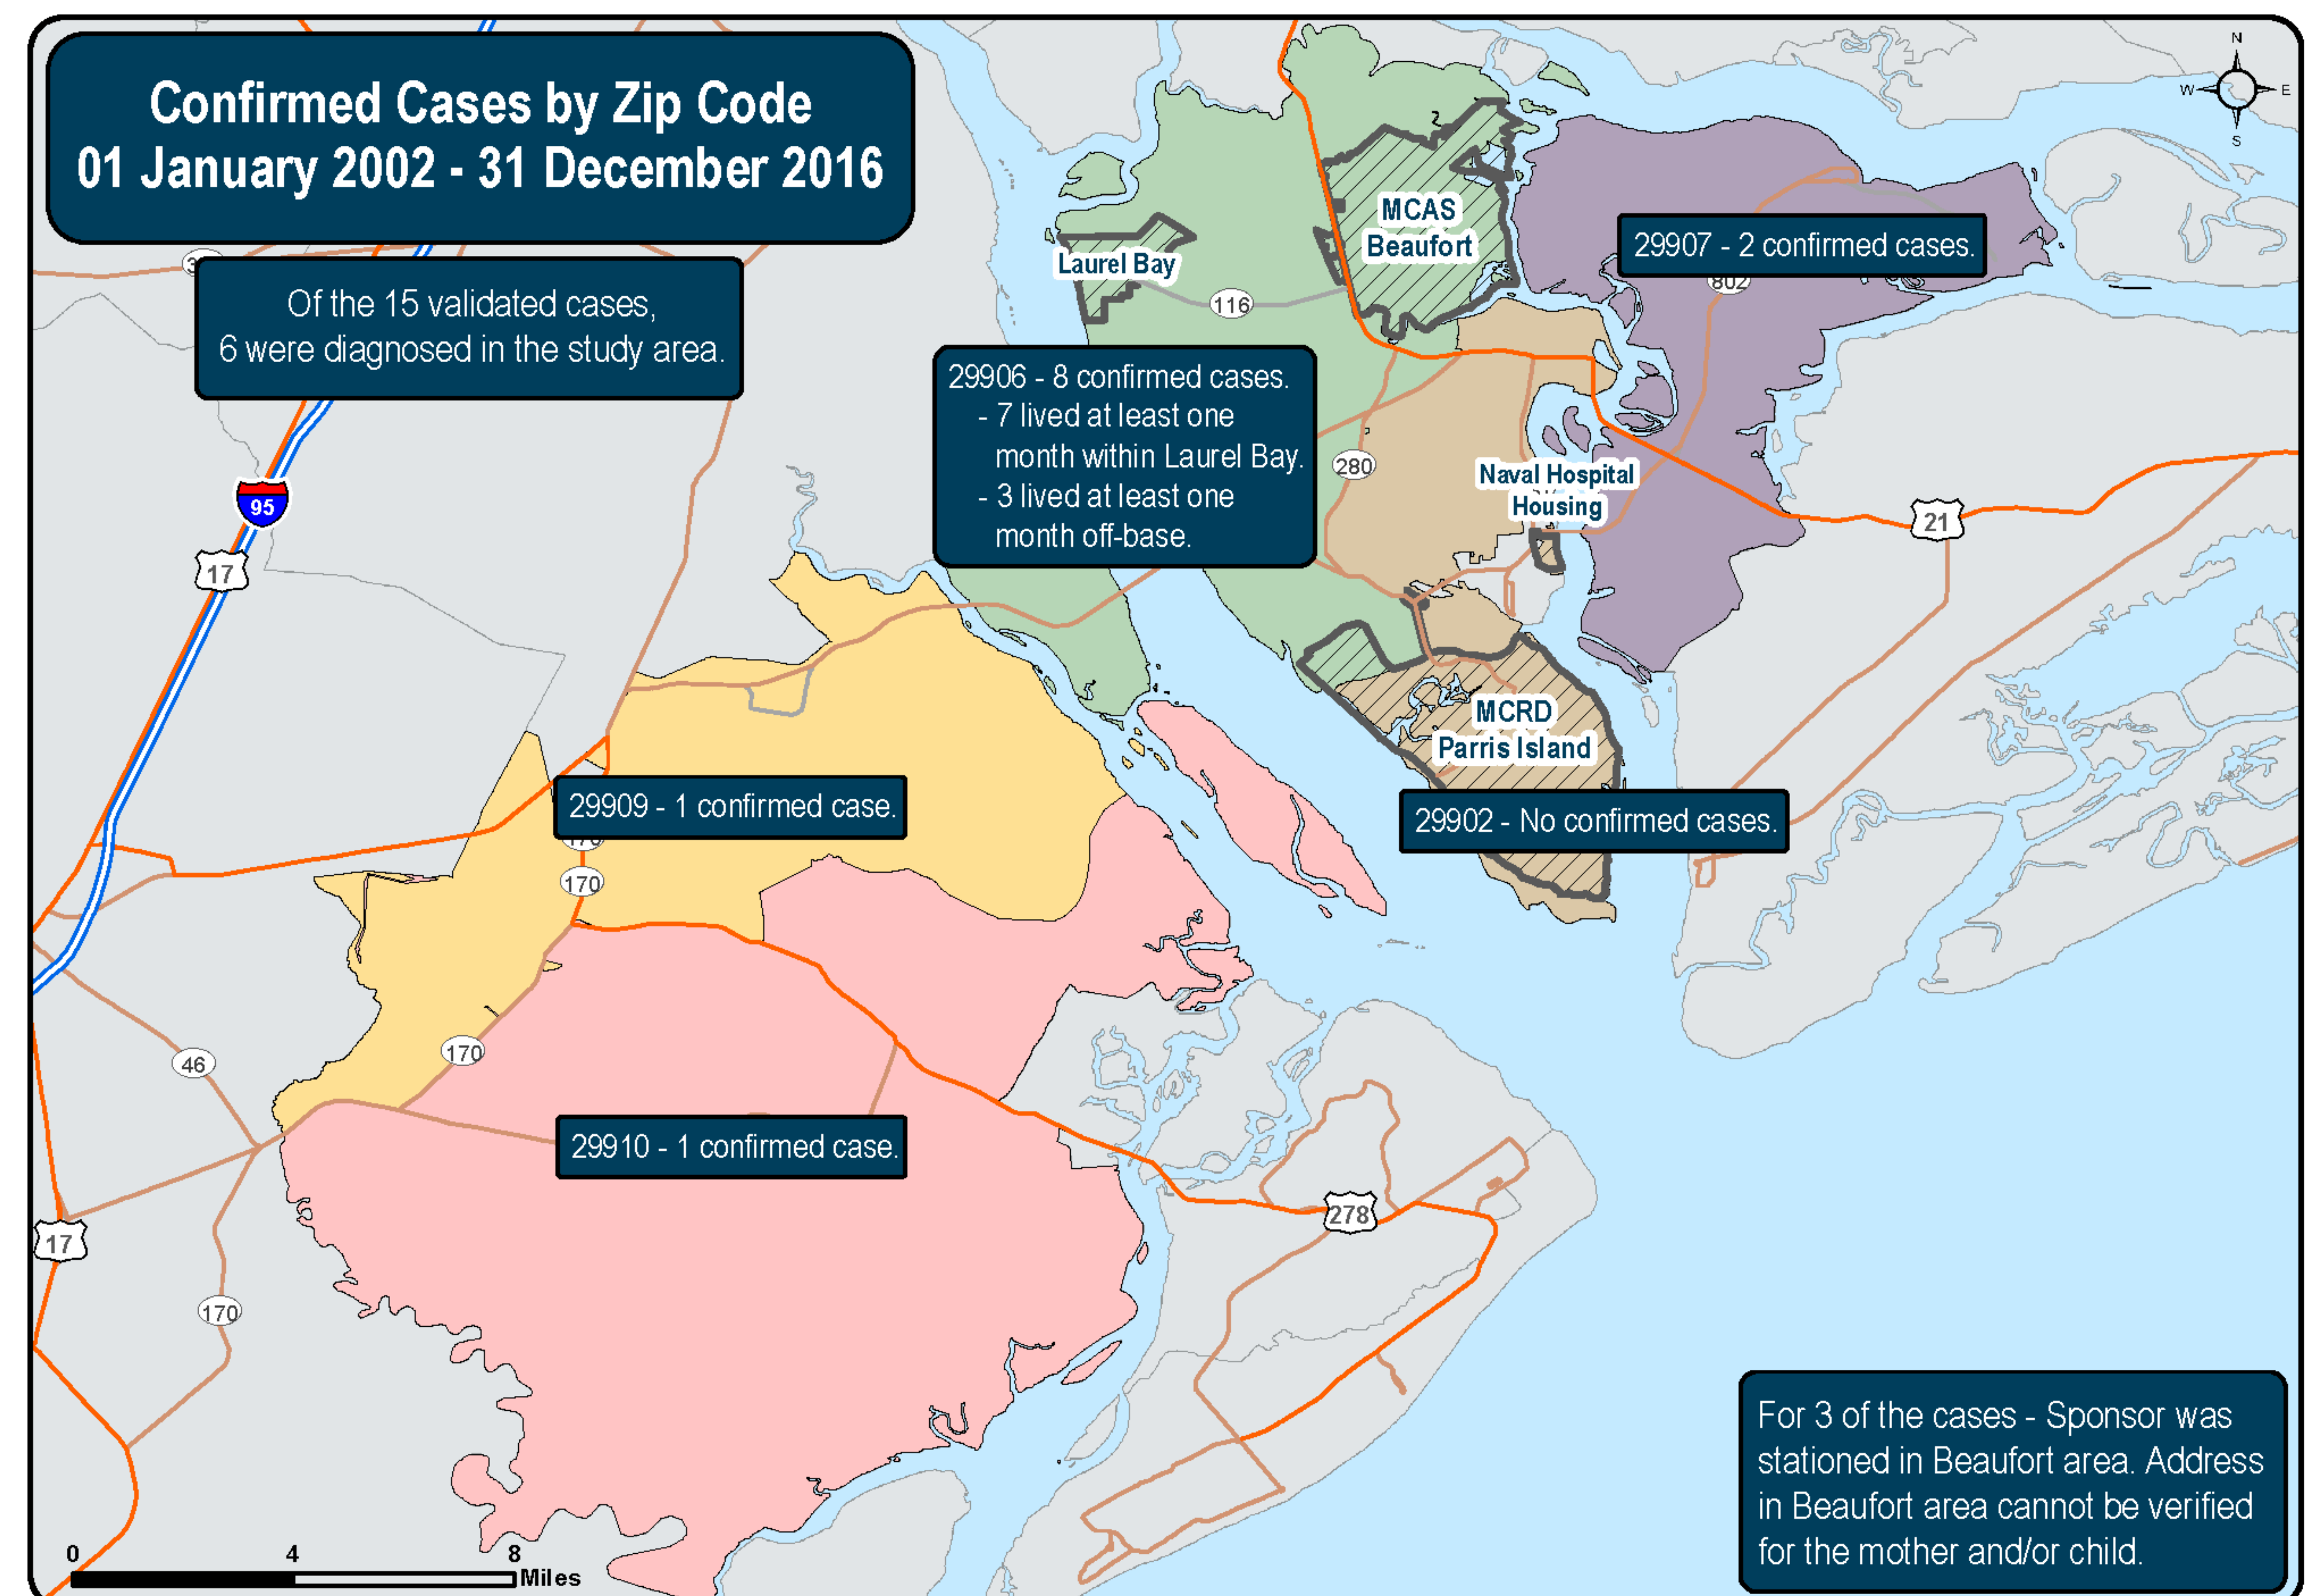 Confirmed Cases by Zip Code
01 January 2002 - 31 December 2016
N
W
E
S
Of the 15 validated cases,
6 were diagnosed in the study area.
MCAS
Beaufort
2
29907 - 2 confirmed cases.
802
Laurel Bay
116
29906 - 8 confirmed cases.
- 7 lived at least one
month within Laurel Bay.
- 3 lived at least one
month off-base.
280
Naval Hospital
Housing
21
95
17
MCRD
Parris Island
29909 - 1 confirmed case.
170
170
29902 - No confirmed cases.
170
46
29910 - 1 confirmed case.
278
17
170
For 3 of the cases - Sponsor was
stationed in Beaufort area. Address
in Beaufort area cannot be verified
for the mother and/or child.
0 4 8
Miles